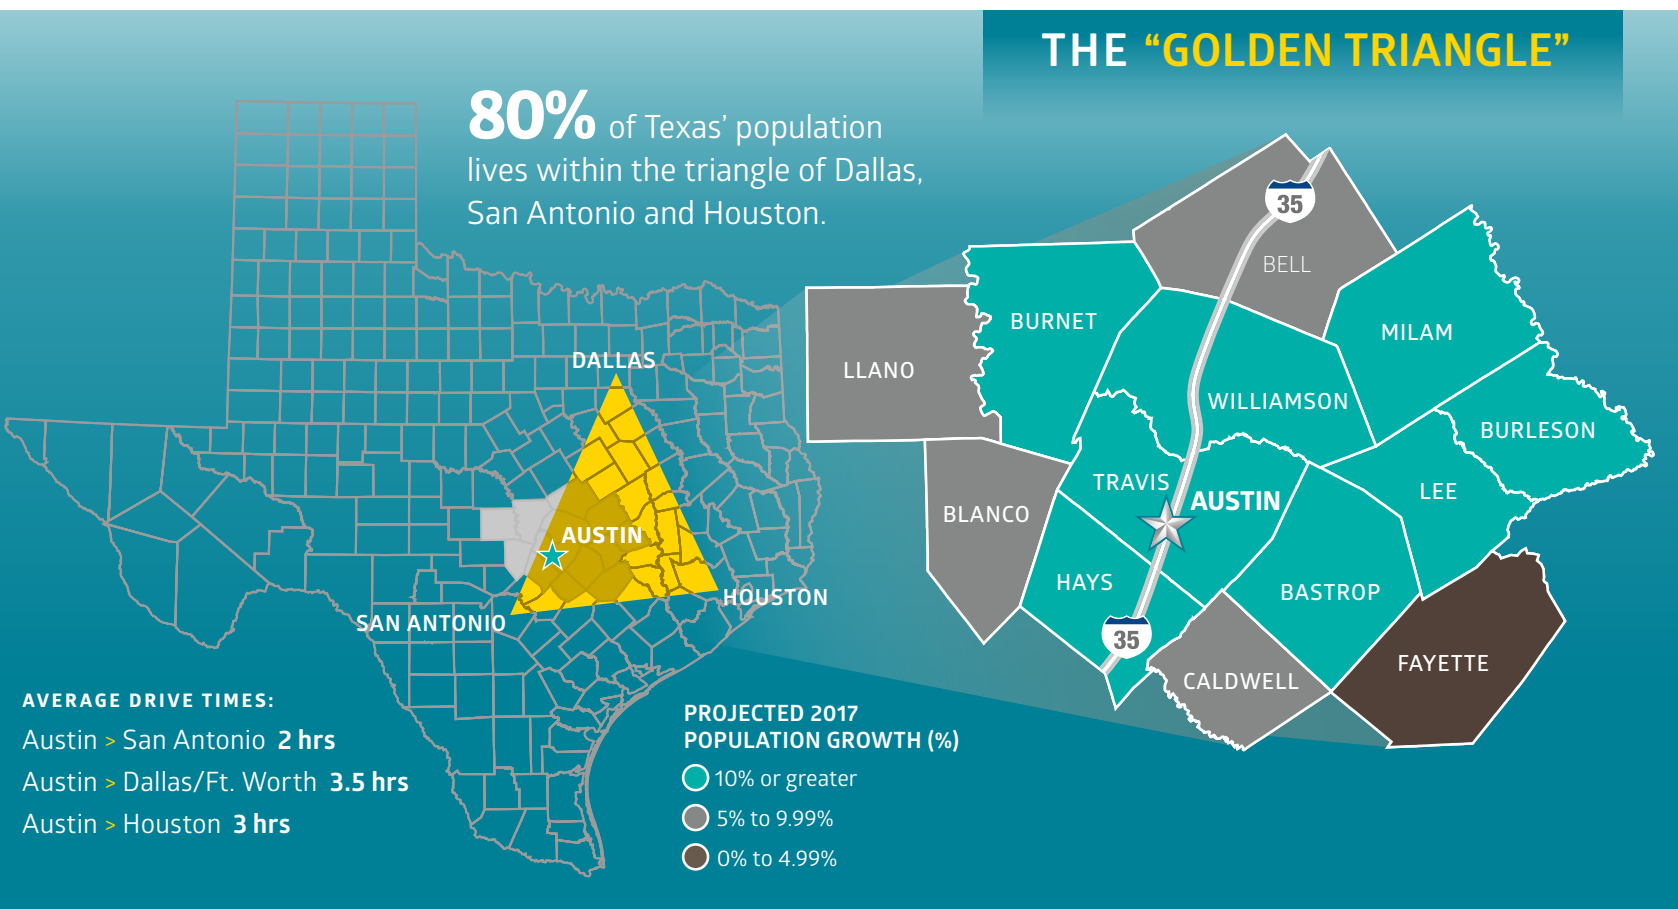 THE “GOLDEN TRIANGLE”
80% of Texas’ population
lives within the triangle of Dallas,
San Antonio and Houston.
DALLAS
AUSTIN
HOUSTON
SAN ANTONIO
35
BELL
BURNET
MILAM
LLANO
WILLIAMSON
BURLESON
TRAVIS
AUSTIN
LEE
BLANCO
HAYS
BASTROP
35
FAYETTE
CALDWELL
AVERAGE DRIVE TIMES:
Austin > San Antonio 2 hrs
Austin > Dallas/Ft. Worth 3.5 hrs
Austin > Houston 3 hrs
PROJECTED 2017
POPULATION GROWTH (%)
10% or greater
5% to 9.99%
0% to 4.99%